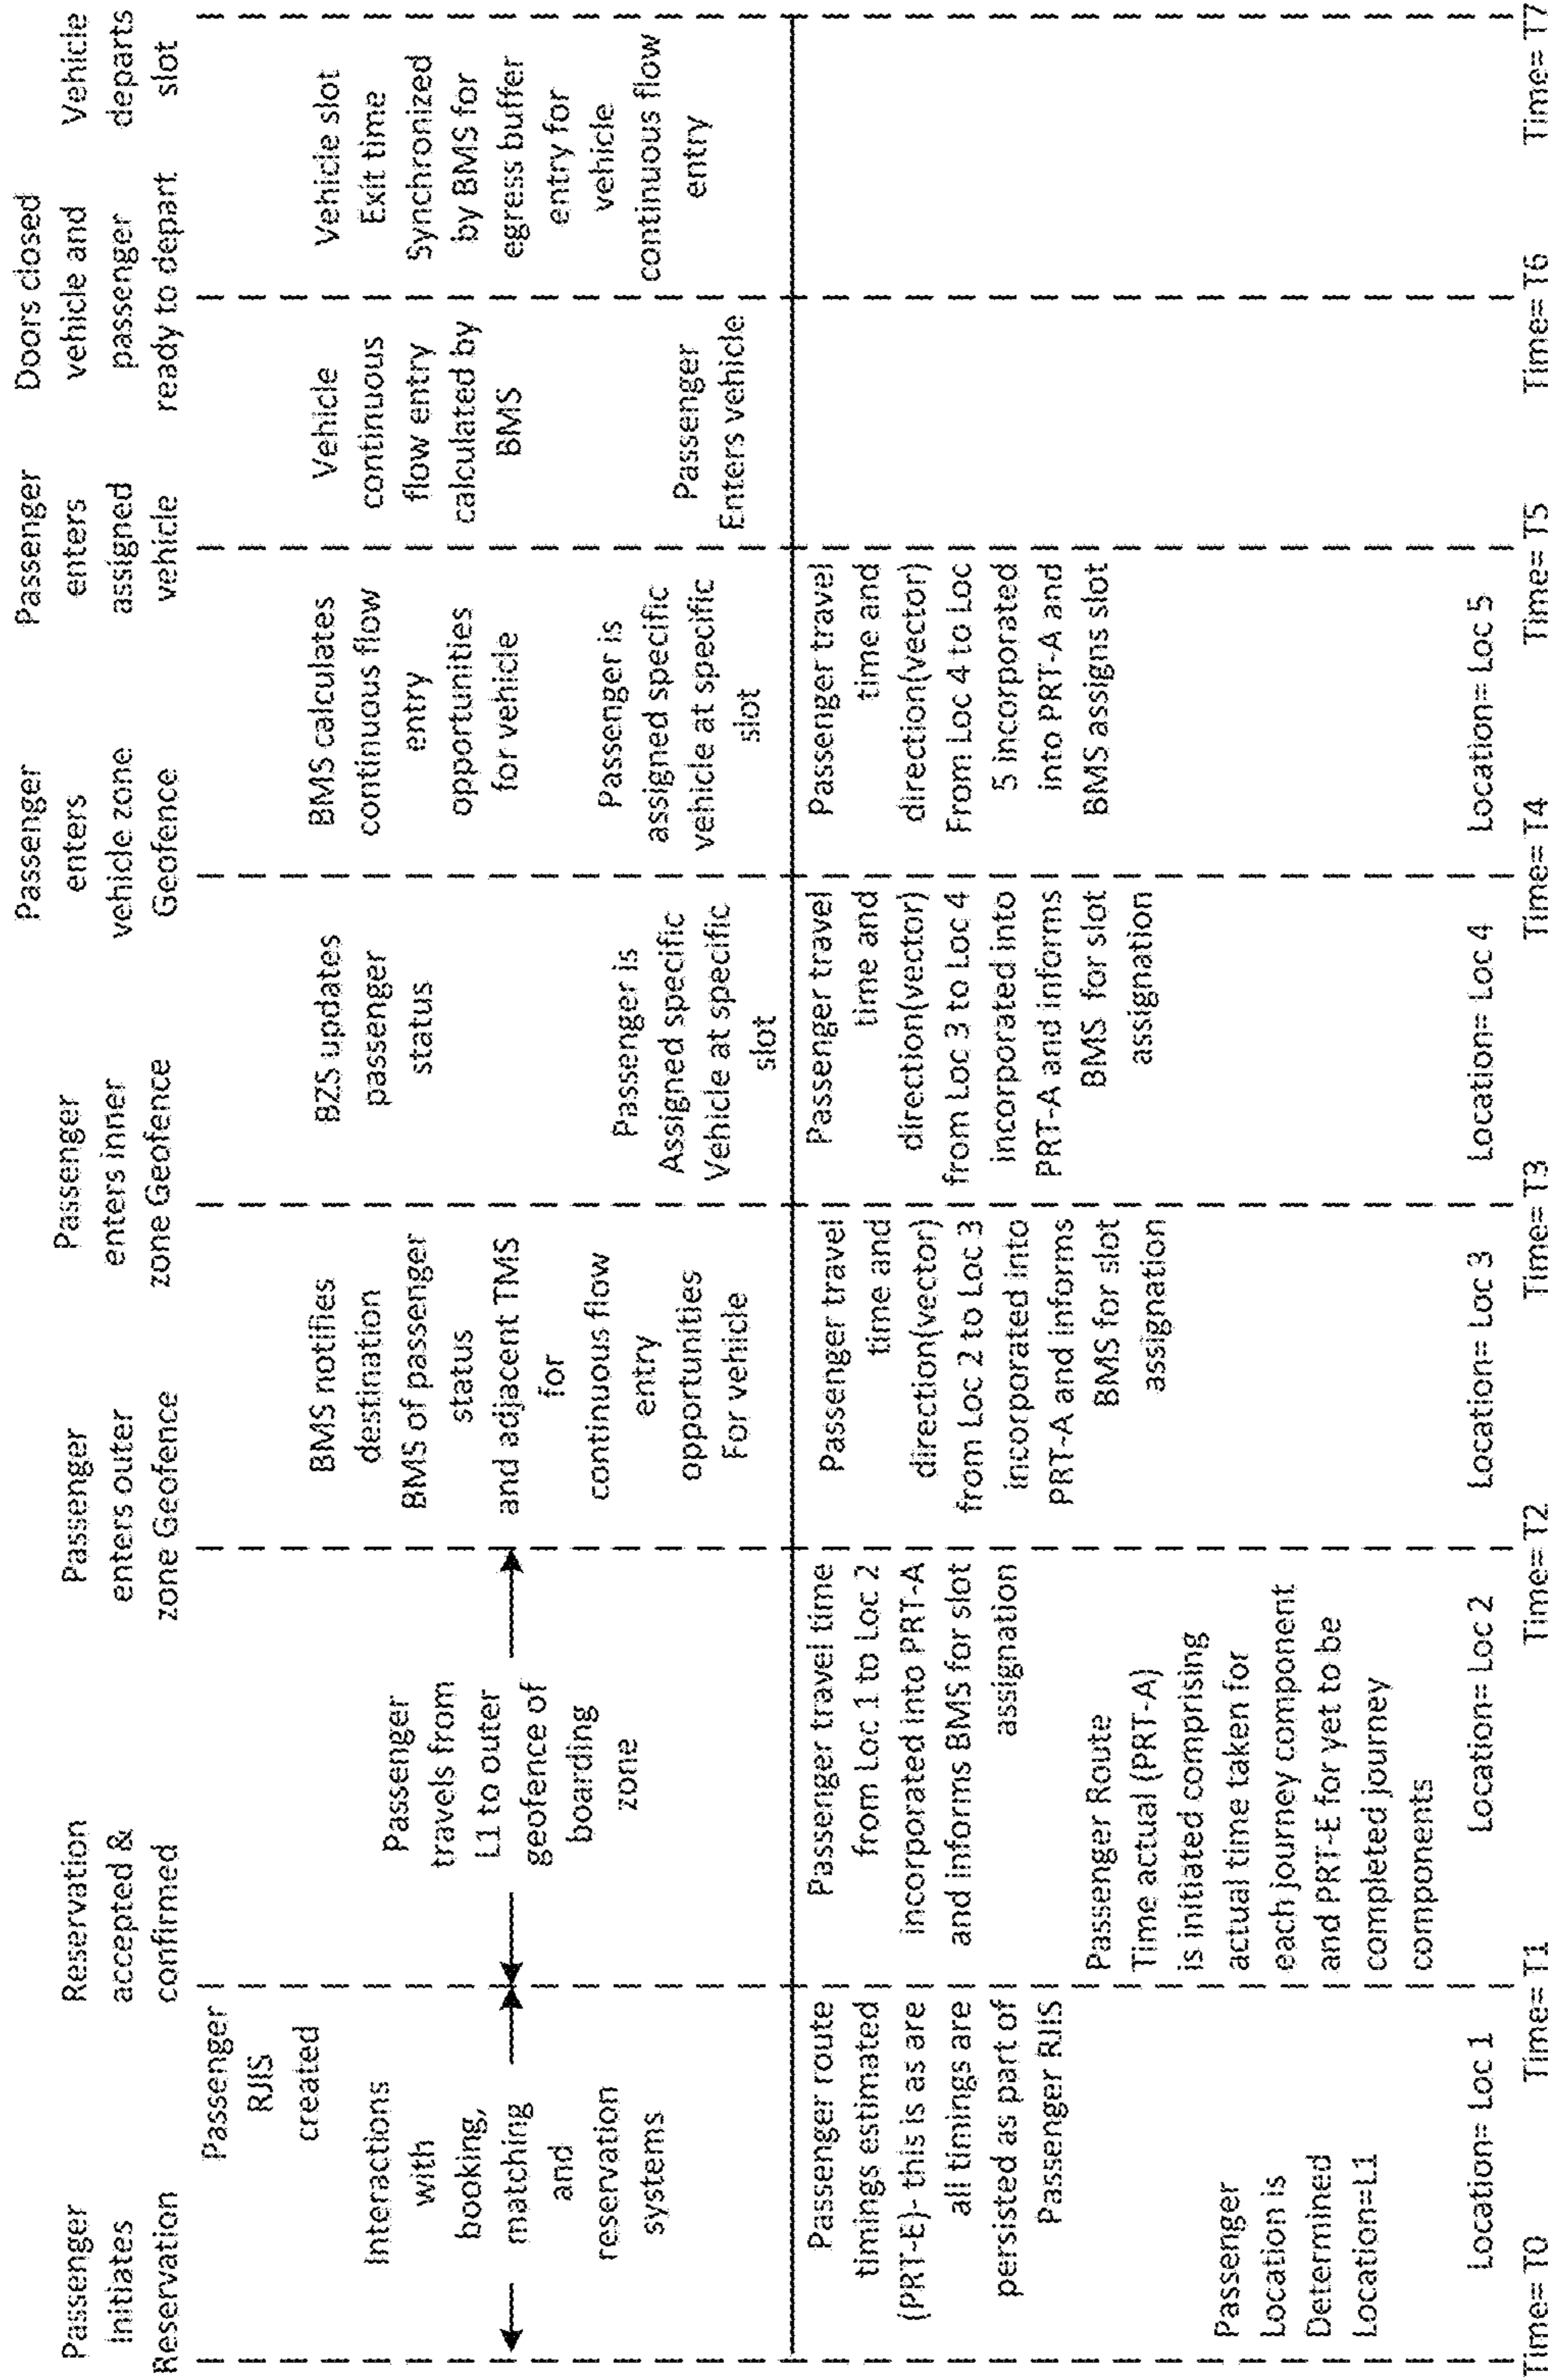 Passenger
Initiates
Reservation
Reservation
accepted &
confirmed
Passenger
enters outer
zone Geofence
Passenger
enters inner
zone Geofence
Passenger
enters
vehicle zone
Geofence
Passenger
enters
assigned
vehicle
Doors closed
vehicle and
passenger
ready to depart
Vehicle
departs
slot
Passenger
RJIS
created
Interactions
with
booking,
matching
and
reservation
systems
Passenger
travels from
L1 to outer
geofence of
boarding
zone
BMS notifies
destination
BMS of passenger
status
and adjacent TMS
for
continuous flow
entry
opportunities
For vehicle
BZS updates
passenger
status
Passenger is
Assigned specific
Vehicle at specific
slot
BMS calculates
continuous flow
entry
opportunities
for vehicle
Passenger is
assigned specific
vehicle at specific
slot
Vehicle
continuous
flow entry
calculated by
BMS
Passenger
Enters vehicle
Vehicle slot
Exit time
Synchronized
by BMS for
egress buffer
entry for
vehicle
continuous flow
entry
Passenger route
timings estimated
(PRT-E)- this is as are
all timings are
persisted as part of
Passenger RJIS
Passenger
Location is
Determined
Location=L1
Location= Loc 1
Passenger travel time
from Loc 1 to Loc 2
incorporated into PRT-A
and informs BMS for slot
assignation
Passenger Route
Time actual (PRT-A)
is initiated comprising
actual time taken for
each journey component
and PRT-E for yet to be
completed journey
components
Location= Loc 2
Passenger travel
time and
direction(vector)
from Loc 2 to Loc 3
incorporated into
PRT-A and informs
BMS for slot
assignation
Location= Loc 3
Passenger travel
time and
direction(vector)
from Loc 3 to Loc 4
incorporated into
PRT-A and informs
BMS for slot
assignation
Location= Loc 4
Passenger travel
time and
direction(vector)
From Loc 4 to Loc
5 incorporated
into PRT-A and
BMS assigns slot
Location= Loc 5
Time= T0
Time= T1
Time= T2
Time= T3
Time= T4
Time= T5
Time= T6
Time= T7